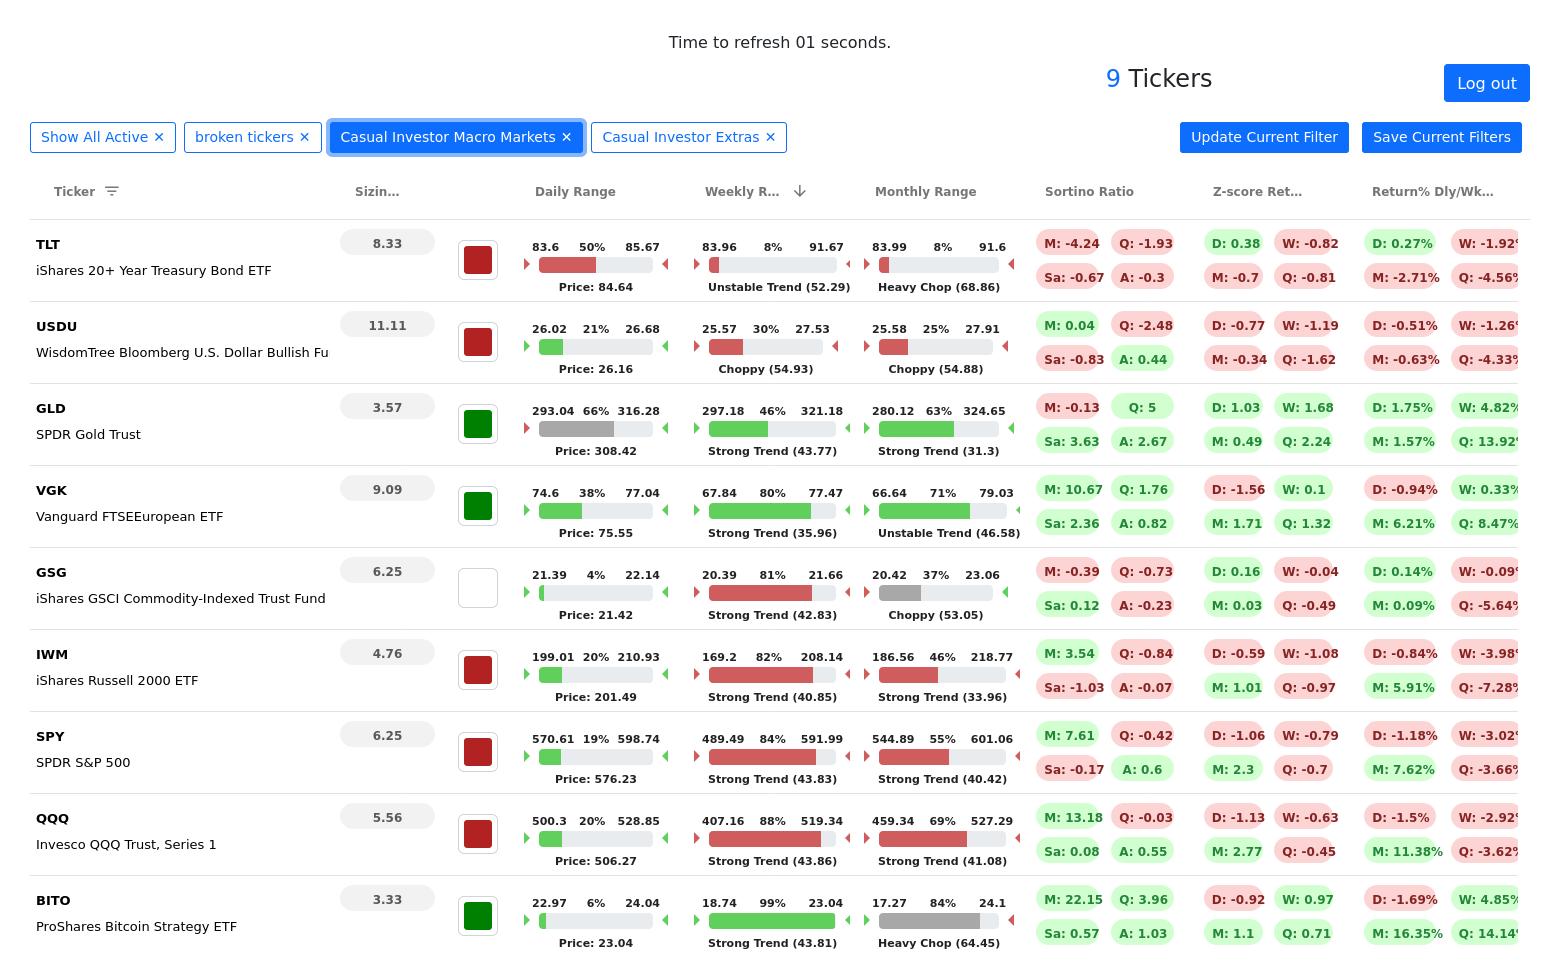 Time to refresh 01 seconds.
9 Tickers
Log out
Show All Active ✕ broken tickers ✕ Casual Investor Macro Markets ✕ Casual Investor Extras ✕ Update Current Filter Save Current Filters
Ticker Sizin... Daily Range Weekly R... Monthly Range Sortino Ratio Z-score Ret... Return% Dly/Wk...
TLT 8.33 83.6 50% 85.67 83.96 8% 91.67 83.99 8% 91.6 M: -4.24 Q: -1.93 D: 0.38 W: -0.82 D: 0.27% W: -1.92%
iShares 20+ Year Treasury Bond ETF Sa: -0.67 A: -0.3 M: -0.7 Q: -0.81 M: -2.71% Q: -4.56%
Price: 84.64 Unstable Trend (52.29) Heavy Chop (68.86)
USDU 11.11 26.02 21% 26.68 25.57 30% 27.53 25.58 25% 27.91 M: 0.04 Q: -2.48 D: -0.77 W: -1.19 D: -0.51% W: -1.26%
WisdomTree Bloomberg U.S. Dollar Bullish Fu Sa: -0.83 A: 0.44 M: -0.34 Q: -1.62 M: -0.63% Q: -4.33%
Price: 26.16 Choppy (54.93) Choppy (54.88)
GLD 3.57 293.04 66% 316.28 297.18 46% 321.18 280.12 63% 324.65 M: -0.13 Q: 5 D: 1.03 W: 1.68 D: 1.75% W: 4.82%
SPDR Gold Trust Sa: 3.63 A: 2.67 M: 0.49 Q: 2.24 M: 1.57% Q: 13.92%
Price: 308.42 Strong Trend (43.77) Strong Trend (31.3)
VGK 9.09 74.6 38% 77.04 67.84 80% 77.47 66.64 71% 79.03 M: 10.67 Q: 1.76 D: -1.56 W: 0.1 D: -0.94% W: 0.33%
Vanguard FTSEEuropean ETF Sa: 2.36 A: 0.82 M: 1.71 Q: 1.32 M: 6.21% Q: 8.47%
Price: 75.55 Strong Trend (35.96) Unstable Trend (46.58)
GSG 6.25 21.39 4% 22.14 20.39 81% 21.66 20.42 37% 23.06 M: -0.39 Q: -0.73 D: 0.16 W: -0.04 D: 0.14% W: -0.09%
iShares GSCI Commodity-Indexed Trust Fund Sa: 0.12 A: -0.23 M: 0.03 Q: -0.49 M: 0.09% Q: -5.64%
Price: 21.42 Strong Trend (42.83) Choppy (53.05)
IWM 4.76 199.01 20% 210.93 169.2 82% 208.14 186.56 46% 218.77 M: 3.54 Q: -0.84 D: -0.59 W: -1.08 D: -0.84% W: -3.98%
iShares Russell 2000 ETF Sa: -1.03 A: -0.07 M: 1.01 Q: -0.97 M: 5.91% Q: -7.28%
Price: 201.49 Strong Trend (40.85) Strong Trend (33.96)
SPY 6.25 570.61 19% 598.74 489.49 84% 591.99 544.89 55% 601.06 M: 7.61 Q: -0.42 D: -1.06 W: -0.79 D: -1.18% W: -3.02%
SPDR S&P 500 Sa: -0.17 A: 0.6 M: 2.3 Q: -0.7 M: 7.62% Q: -3.66%
Price: 576.23 Strong Trend (43.83) Strong Trend (40.42)
QQQ 5.56 500.3 20% 528.85 407.16 88% 519.34 459.34 69% 527.29 M: 13.18 Q: -0.03 D: -1.13 W: -0.63 D: -1.5% W: -2.92%
Invesco QQQ Trust, Series 1 Sa: 0.08 A: 0.55 M: 2.77 Q: -0.45 M: 11.38% Q: -3.62%
Price: 506.27 Strong Trend (43.86) Strong Trend (41.08)
BITO 3.33 22.97 6% 24.04 18.74 99% 23.04 17.27 84% 24.1 M: 22.15 Q: 3.96 D: -0.92 W: 0.97 D: -1.69% W: 4.85%
ProShares Bitcoin Strategy ETF Sa: 0.57 A: 1.03 M: 1.1 Q: 0.71 M: 16.35% Q: 14.14%
Price: 23.04 Strong Trend (43.81) Heavy Chop (64.45)